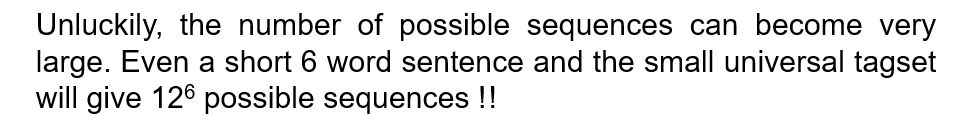 Unluckily, the number of possible sequences can become very
large. Even a short 6 word sentence and the small universal tagset
will give 12⁶ possible sequences !!